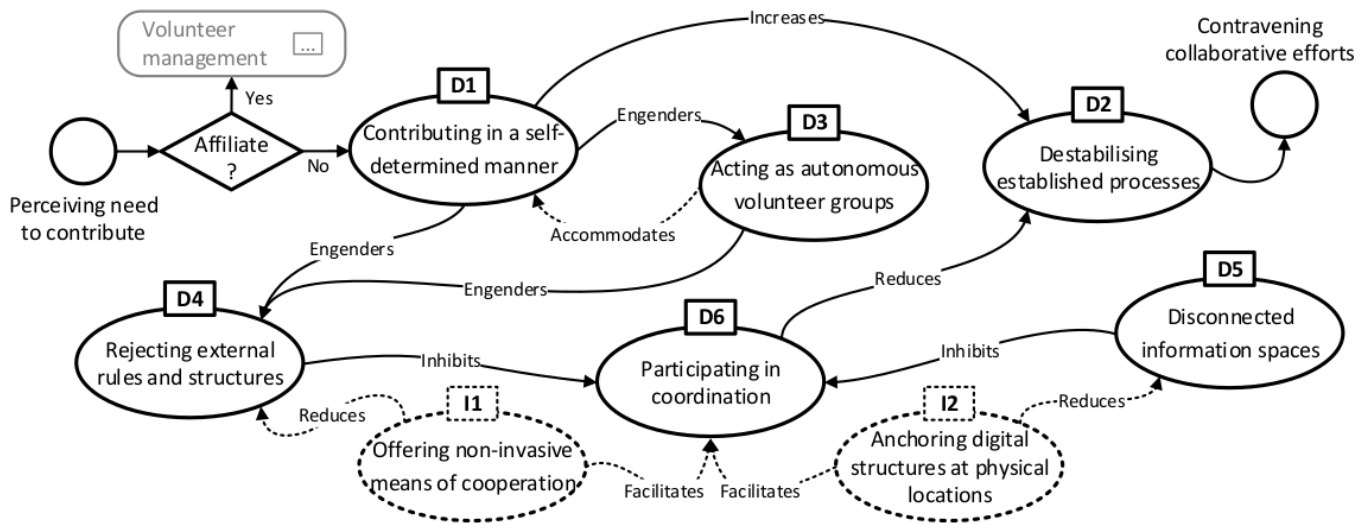 Volunteer
management
...
Increases
Contravening
collaborative efforts
D1
Yes
D2
Engenders
D3
Affiliate
?
Contributing in a self-
determined manner
No
Destabilising
established processes
Acting as autonomous
volunteer groups
Perceiving need
to contribute
Accommodates
Engenders
Reduces
D5
Engenders
D4
D6
Disconnected
information spaces
Rejecting external
rules and structures
Inhibits
Participating in
coordination
Inhibits
Reduces
I1
I2
Reduces
Offering non-invasive
means of cooperation
Anchoring digital
structures at physical
locations
Facilitates
Facilitates